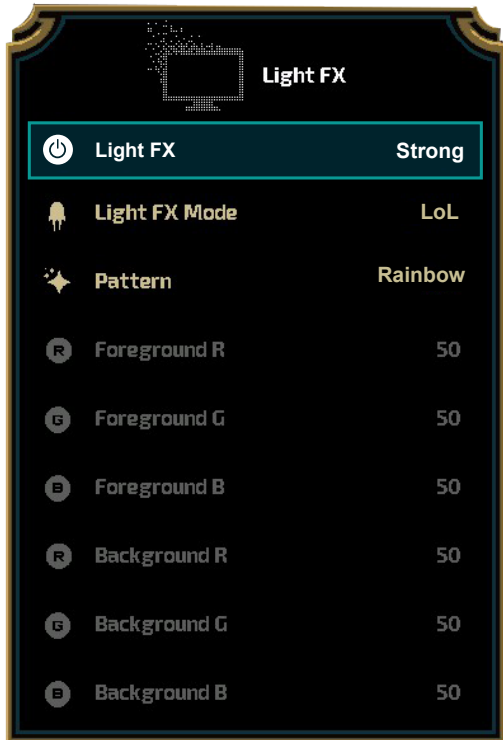 Light FX
Light FX Strong
Light FX Mode LoL
Pattern Rainbow
R Foreground R 50
G Foreground G 50
B Foreground B 50
R Background R 50
G Background G 50
B Background B 50